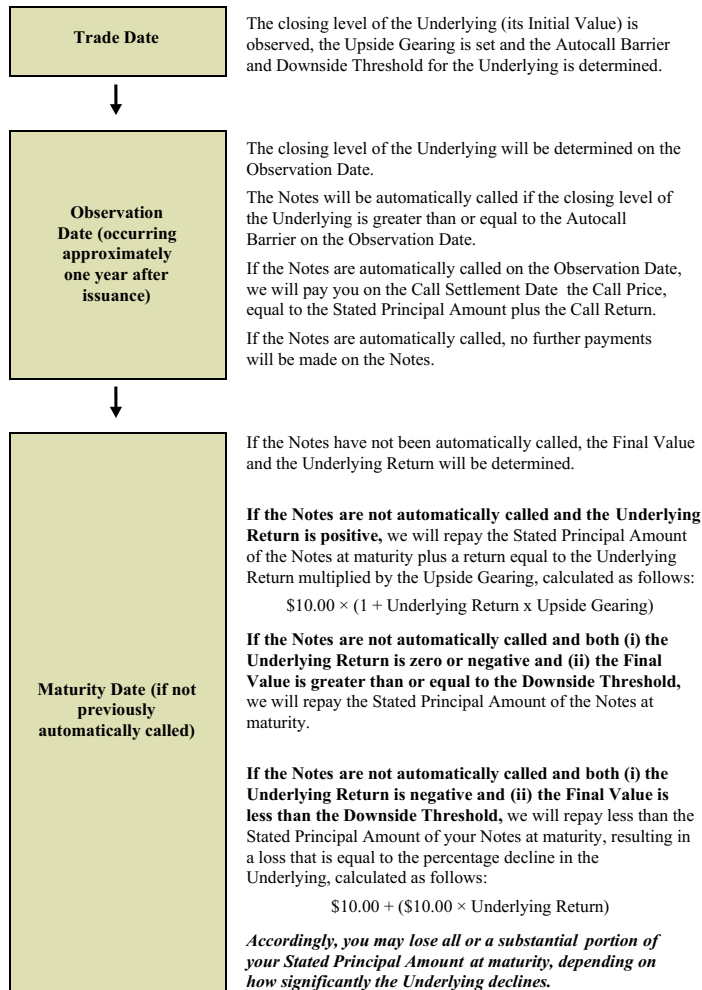 Trade Date
The closing level of the Underlying (its Initial Value) is
observed, the Upside Gearing is set and the Autocall Barrier
and Downside Threshold for the Underlying is determined.
Observation
Date (occurring
approximately
one year after
issuance)
The closing level of the Underlying will be determined on the
Observation Date.
The Notes will be automatically called if the closing level of
the Underlying is greater than or equal to the Autocall
Barrier on the Observation Date.
If the Notes are automatically called on the Observation Date,
we will pay you on the Call Settlement Date the Call Price,
equal to the Stated Principal Amount plus the Call Return.
If the Notes are automatically called, no further payments
will be made on the Notes.
Maturity Date (if not
previously
automatically called)
If the Notes have not been automatically called, the Final Value
and the Underlying Return will be determined.
If the Notes are not automatically called and the Underlying
Return is positive, we will repay the Stated Principal Amount
of the Notes at maturity plus a return equal to the Underlying
Return multiplied by the Upside Gearing, calculated as follows:
$10.00 × (1 + Underlying Return x Upside Gearing)
If the Notes are not automatically called and both (i) the
Underlying Return is zero or negative and (ii) the Final
Value is greater than or equal to the Downside Threshold,
we will repay the Stated Principal Amount of the Notes at
maturity.
If the Notes are not automatically called and both (i) the
Underlying Return is negative and (ii) the Final Value is
less than the Downside Threshold, we will repay less than the
Stated Principal Amount of your Notes at maturity, resulting in
a loss that is equal to the percentage decline in the
Underlying, calculated as follows:
$10.00 + ($10.00 × Underlying Return)
Accordingly, you may lose all or a substantial portion of
your Stated Principal Amount at maturity, depending on
how significantly the Underlying declines.